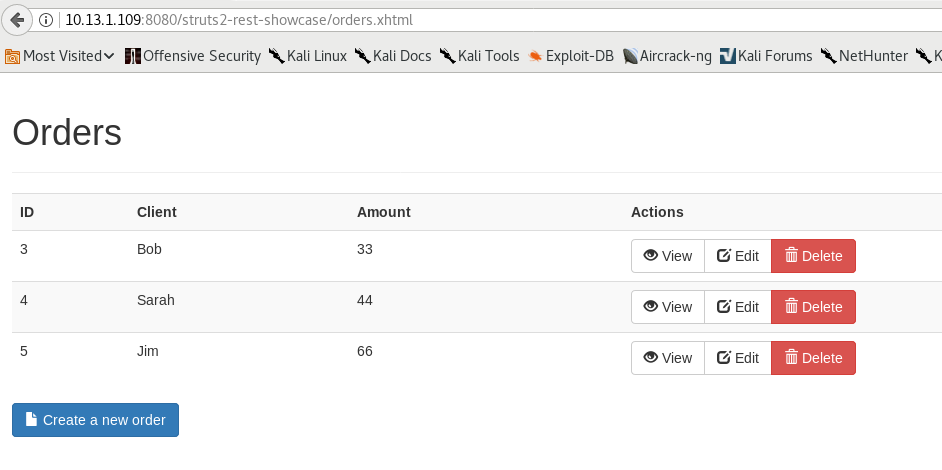 10.13.1.109:8080/struts2-rest-showcase/orders.xhtml
Most Visited Offensive Security Kali Linux Kali Docs Kali Tools Exploit-DB Aircrack-ng Kali Forums NetHunter K
Orders
ID Client Amount Actions
3 Bob 33 View Edit Delete
4 Sarah 44 View Edit Delete
5 Jim 66 View Edit Delete
Create a new order